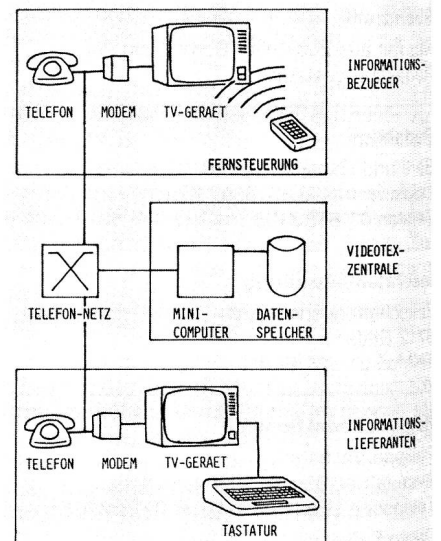 INFORMATIONS-
BEZUEGER
TELEFON MODEM TV-GERAET
FERNSTEUERUNG
VIDEOTEX-
ZENTRALE
TELEFON-NETZ MINI- DATEN-
COMPUTER SPEICHER
INFORMATIONS-
LIEFERANTEN
TELEFON MODEM TV-GERAET
TASTATUR